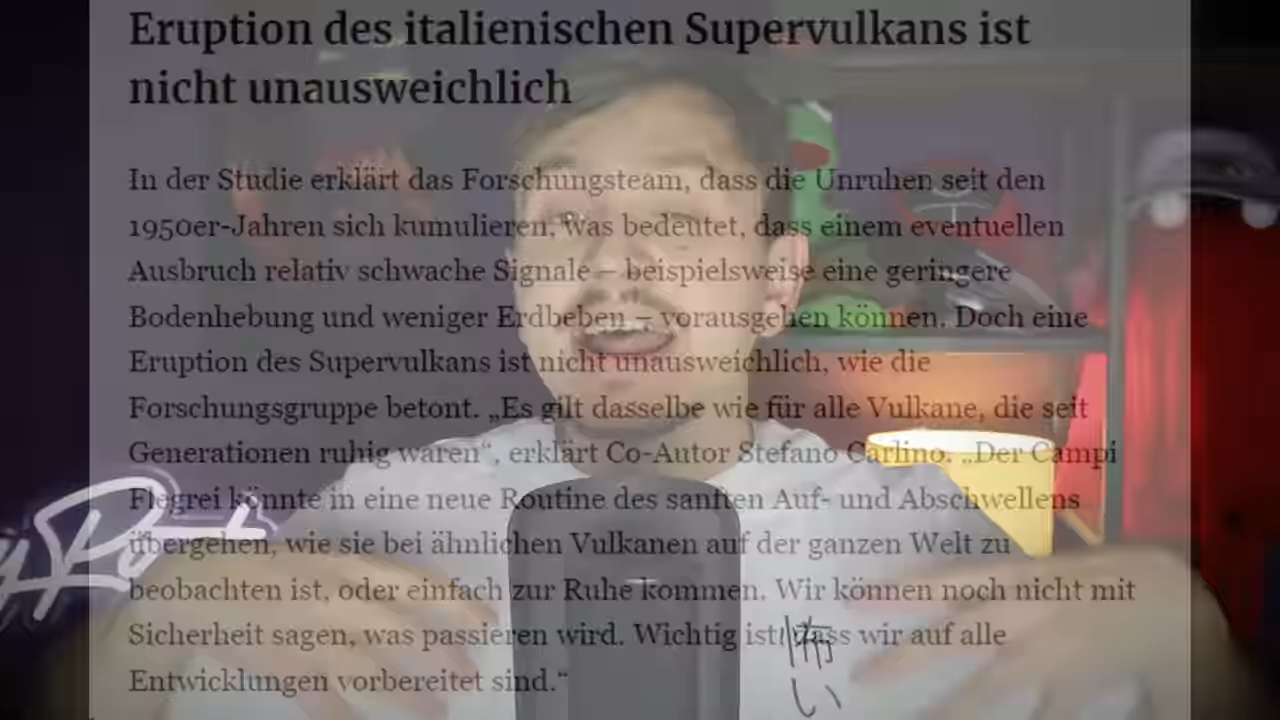 Eruption des italienischen Supervulkans ist
nicht unausweichlich
In der Studie erklärt das Forschungsteam, dass die Unruhen seit den
1950er-Jahren sich kumulieren, was bedeutet, dass einem eventuellen
Ausbruch relativ schwache Signale – beispielsweise eine geringere
Bodenhebung und weniger Erdbeben – vorausgehen können. Doch eine
Eruption des Supervulkans ist nicht unausweichlich, wie die
Forschungsgruppe betont. „Es gilt dasselbe wie für alle Vulkane, die seit
Generationen ruhig waren“, erklärt Co-Autor Stefano Carlino. „Der Campi
Flegrei könnte in eine neue Routine des sanften Auf- und Abschwellens
übergehen, wie sie bei ähnlichen Vulkanen auf der ganzen Welt zu
beobachten ist, oder einfach zur Ruhe kommen. Wir können noch nicht mit
Sicherheit sagen, was passieren wird. Wichtig ist, dass wir auf alle
Entwicklungen vorbereitet sind.“
怖い